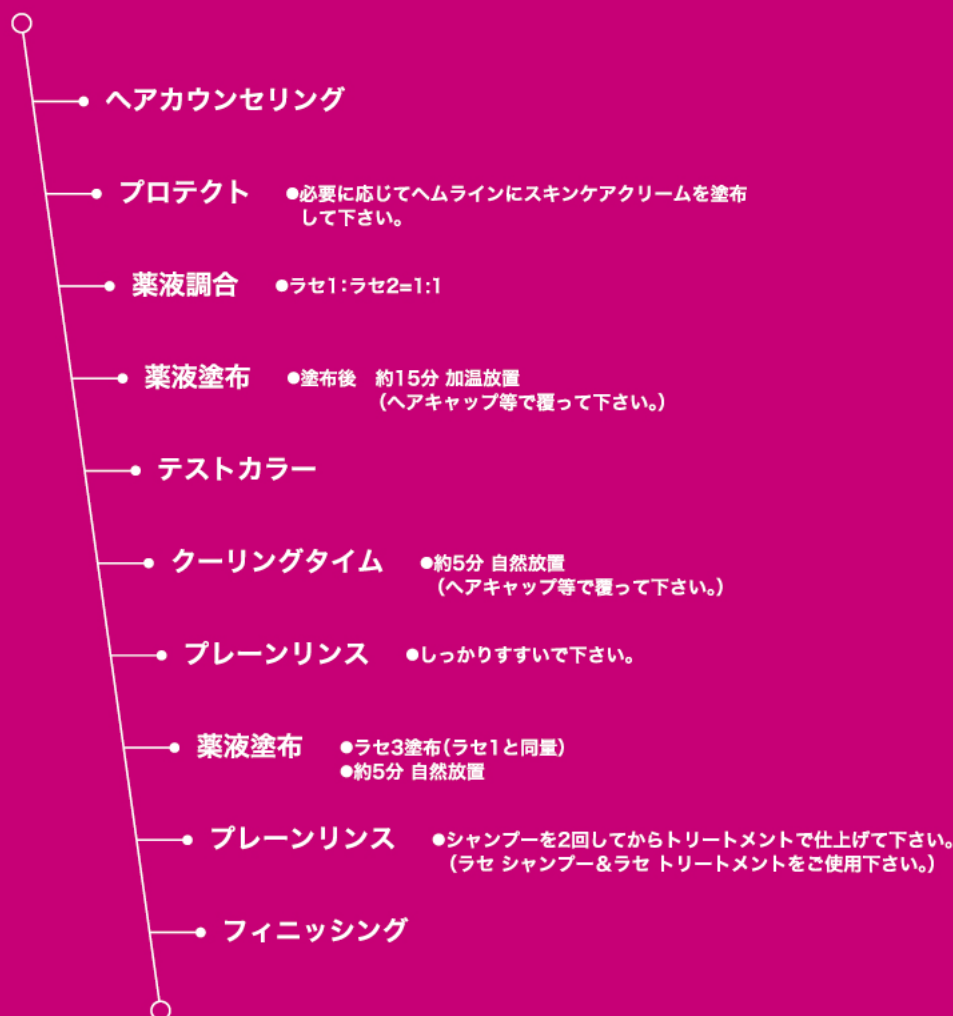 ヘアカウンセリング
プロテクト ●必要に応じてヘムラインにスキンケアクリームを塗布
して下さい。
薬液調合 ●ラセ1:ラセ2=1:1
薬液塗布 ●塗布後 約15分 加温放置
(ヘアキャップ等で覆って下さい。)
テストカラー
クーリングタイム ●約5分 自然放置
(ヘアキャップ等で覆って下さい。)
プレーンリンス ●しっかりすすいで下さい。
薬液塗布 ●ラセ3塗布(ラセ1と同量)
●約5分 自然放置
プレーンリンス ●シャンプーを2回してからトリートメントで仕上げて下さい。
(ラセ シャンプー&ラセ トリートメントをご使用下さい。)
フィニッシング